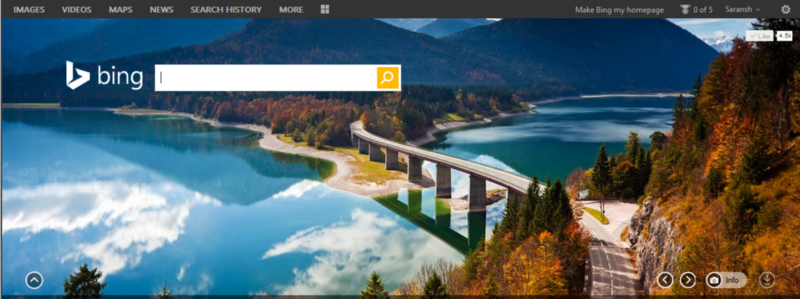 IMAGES VIDEOS MAPS NEWS SEARCH HISTORY MORE Make Bing my homepage 0 of 5 Saransh
Like 4.5k
bing
Info